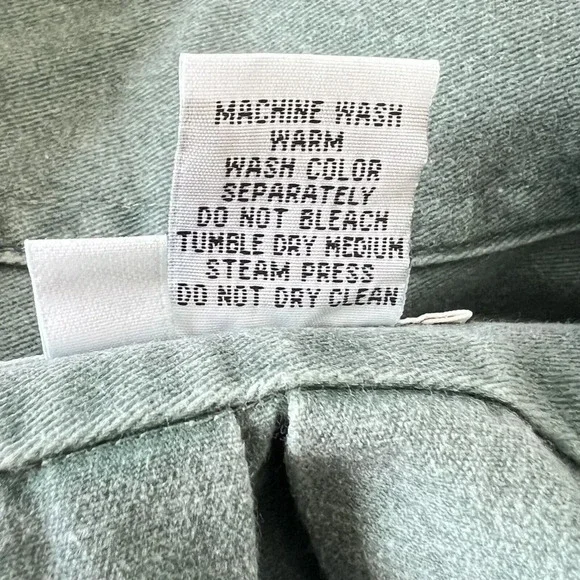 MACHINE WASH
WARM
WASH COLOR
SEPARATELY
DO NOT BLEACH
TUMBLE DRY MEDIUM
STEAM PRESS
DO NOT DRY CLEAN